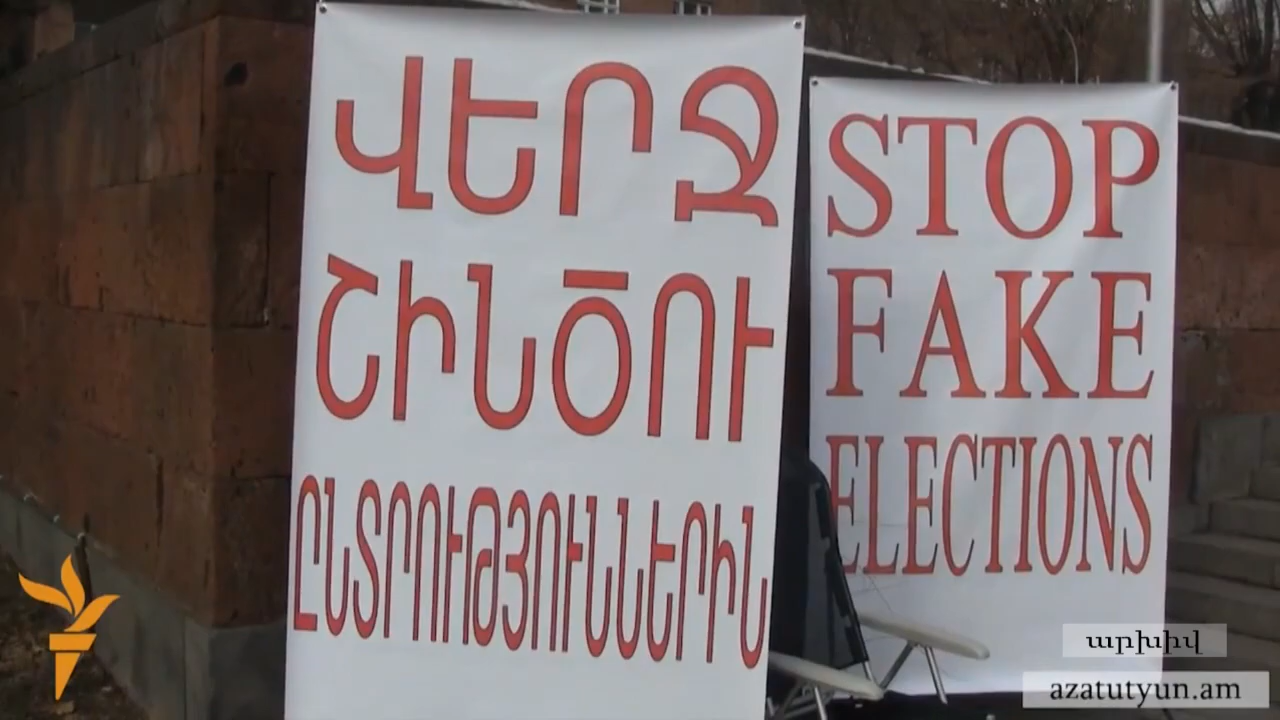 ՎԵՐՋ
ՇԻՆԾՈՒ
ԸՆՏՐՈՒԹՅՈՒՆՆԵՐԻՆ
STOP
FAKE
ELECTIONS
արխիվ
azatutyun.am